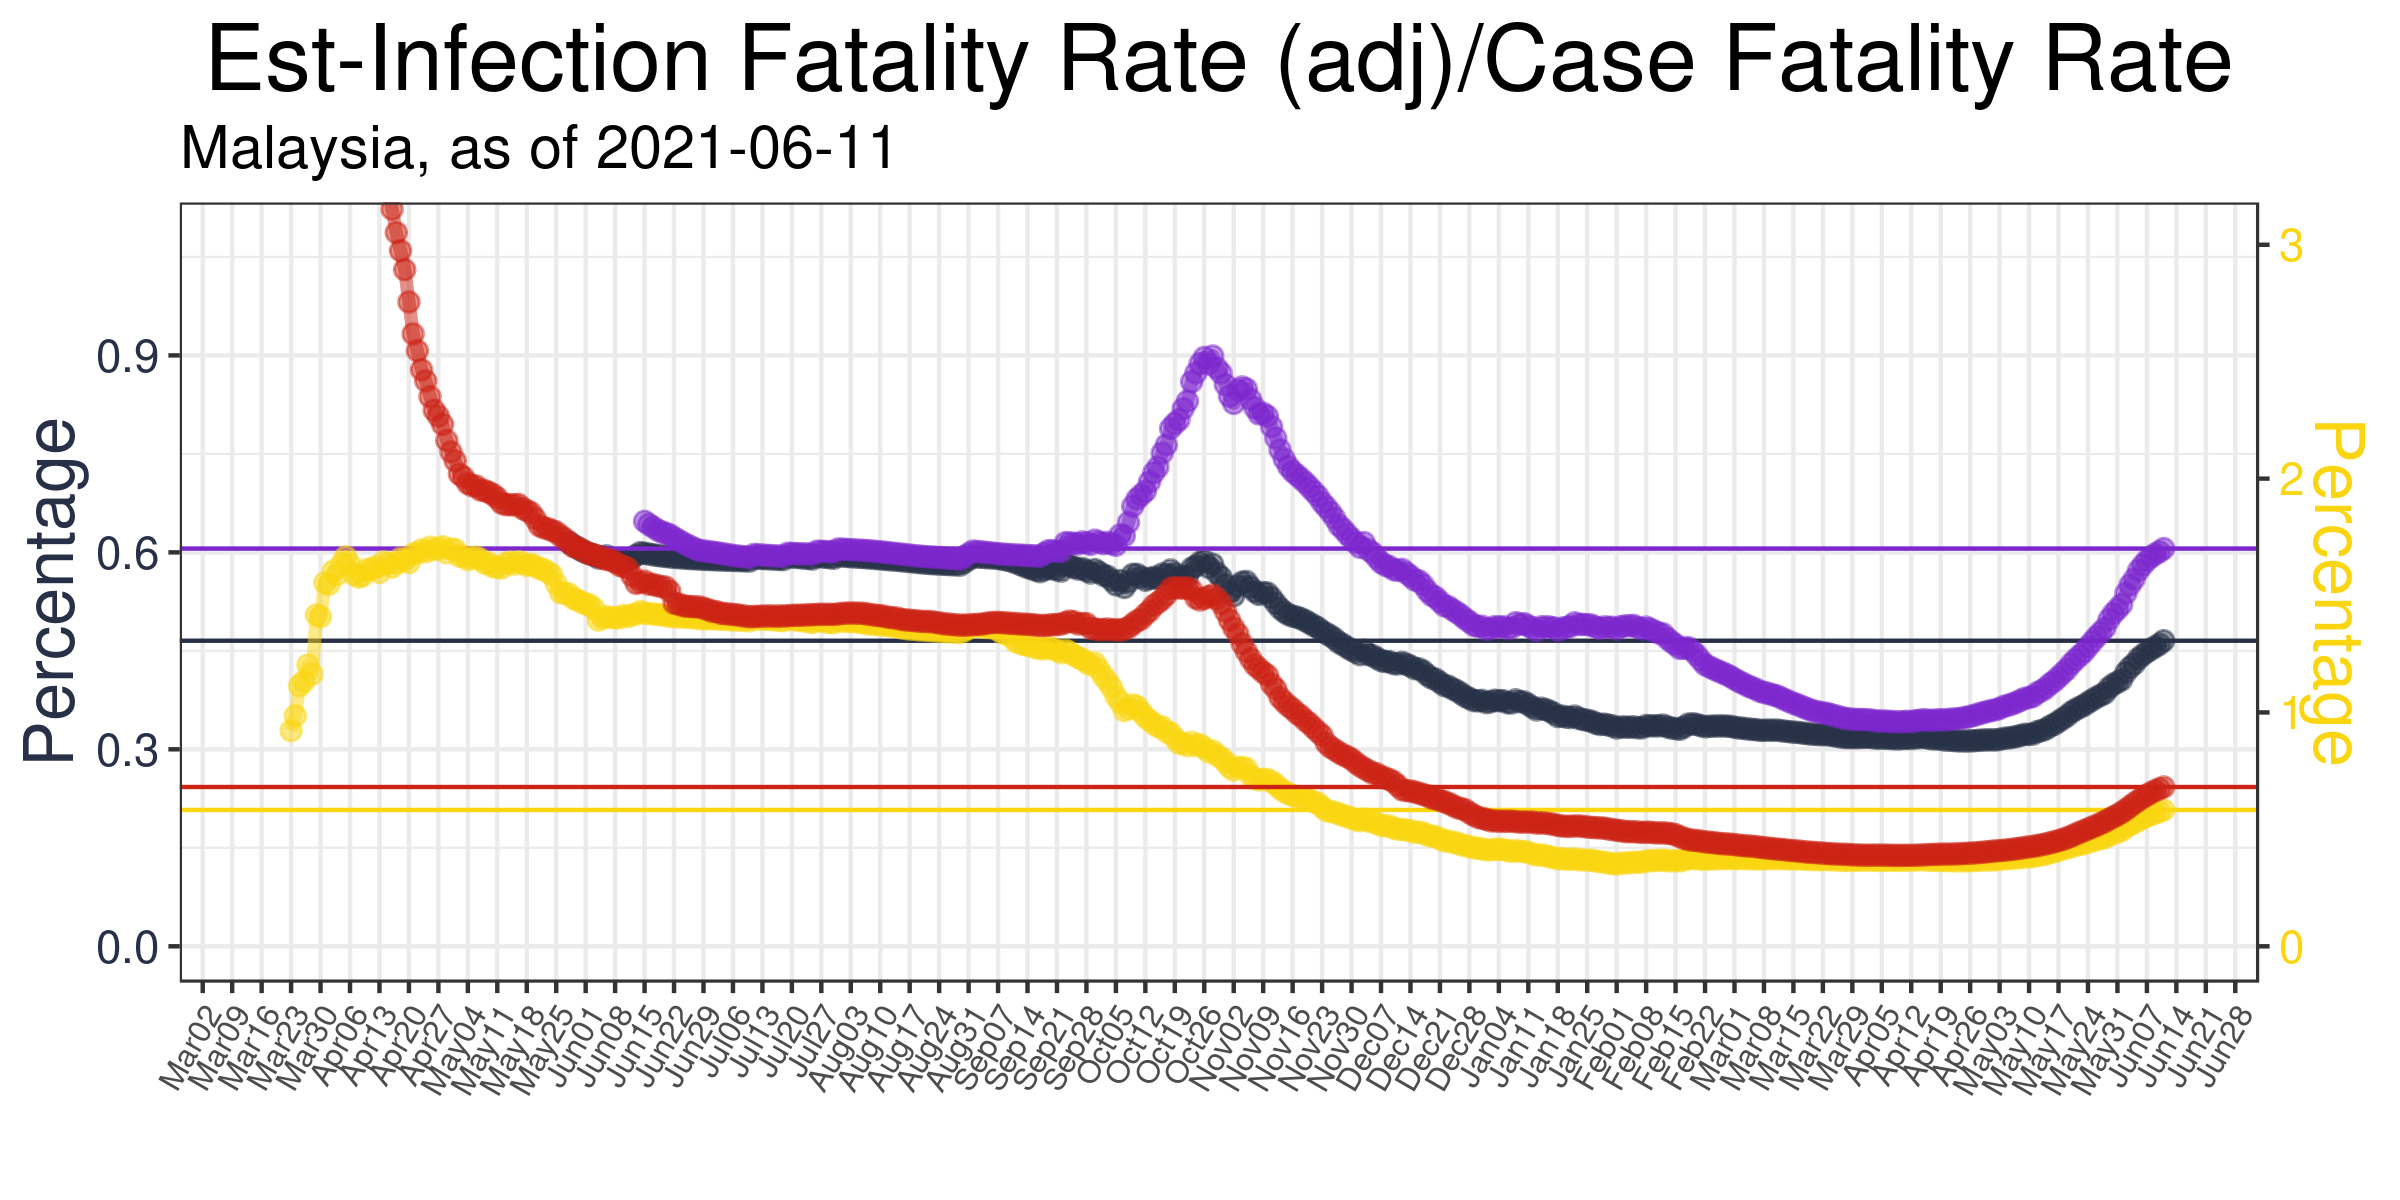 Est-Infection Fatality Rate (adj)/Case Fatality Rate
Malaysia, as of 2021-06-11
Percentage
0.9
0.6
0.3
0.0
3
2
1
0
Percentage
Mar02
Mar09
Mar16
Mar23
Mar30
Apr06
Apr13
Apr20
Apr27
May04
May11
May18
May25
Jun01
Jun08
Jun15
Jun22
Jun29
Jul06
Jul13
Jul20
Jul27
Aug03
Aug10
Aug17
Aug24
Aug31
Sep07
Sep14
Sep21
Sep28
Oct05
Oct12
Oct19
Oct26
Nov02
Nov09
Nov16
Nov23
Nov30
Dec07
Dec14
Dec21
Dec28
Jan04
Jan11
Jan18
Jan25
Feb01
Feb08
Feb15
Feb22
Mar01
Mar08
Mar15
Mar22
Mar29
Apr05
Apr12
Apr19
Apr26
May03
May10
May17
May24
May31
Jun07
Jun14
Jun21
Jun28